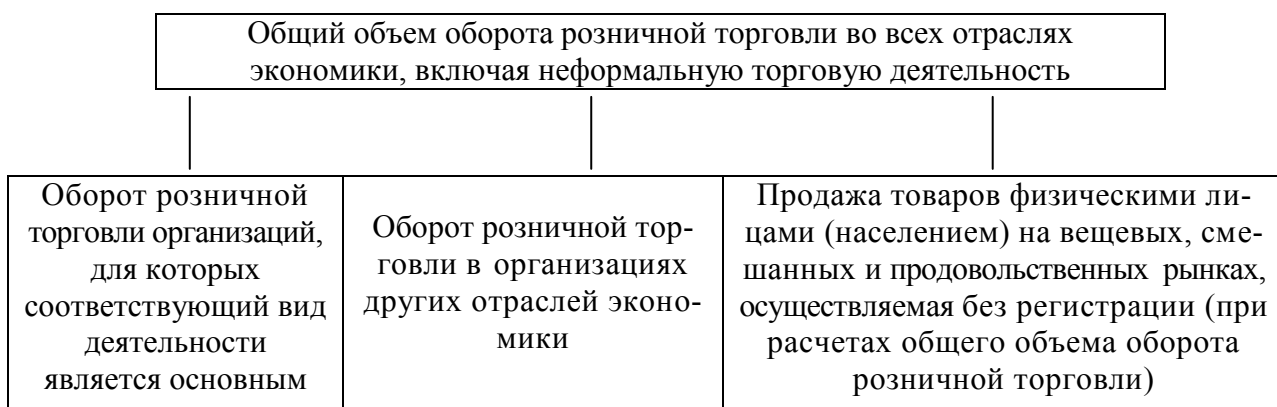 Общий объем оборота розничной торговли во всех отраслях
экономики, включая неформальную торговую деятельность
Оборот розничной
торговли организаций,
для которых
соответствующий вид
деятельности
является основным
Оборот розничной тор-
говли в организациях
других отраслей эконо-
мики
Продажа товаров физическими ли-
цами (населением) на вещевых, сме-
шанных и продовольственных рынках,
осуществляемая без регистрации (при
расчетах общего объема оборота
розничной торговли)